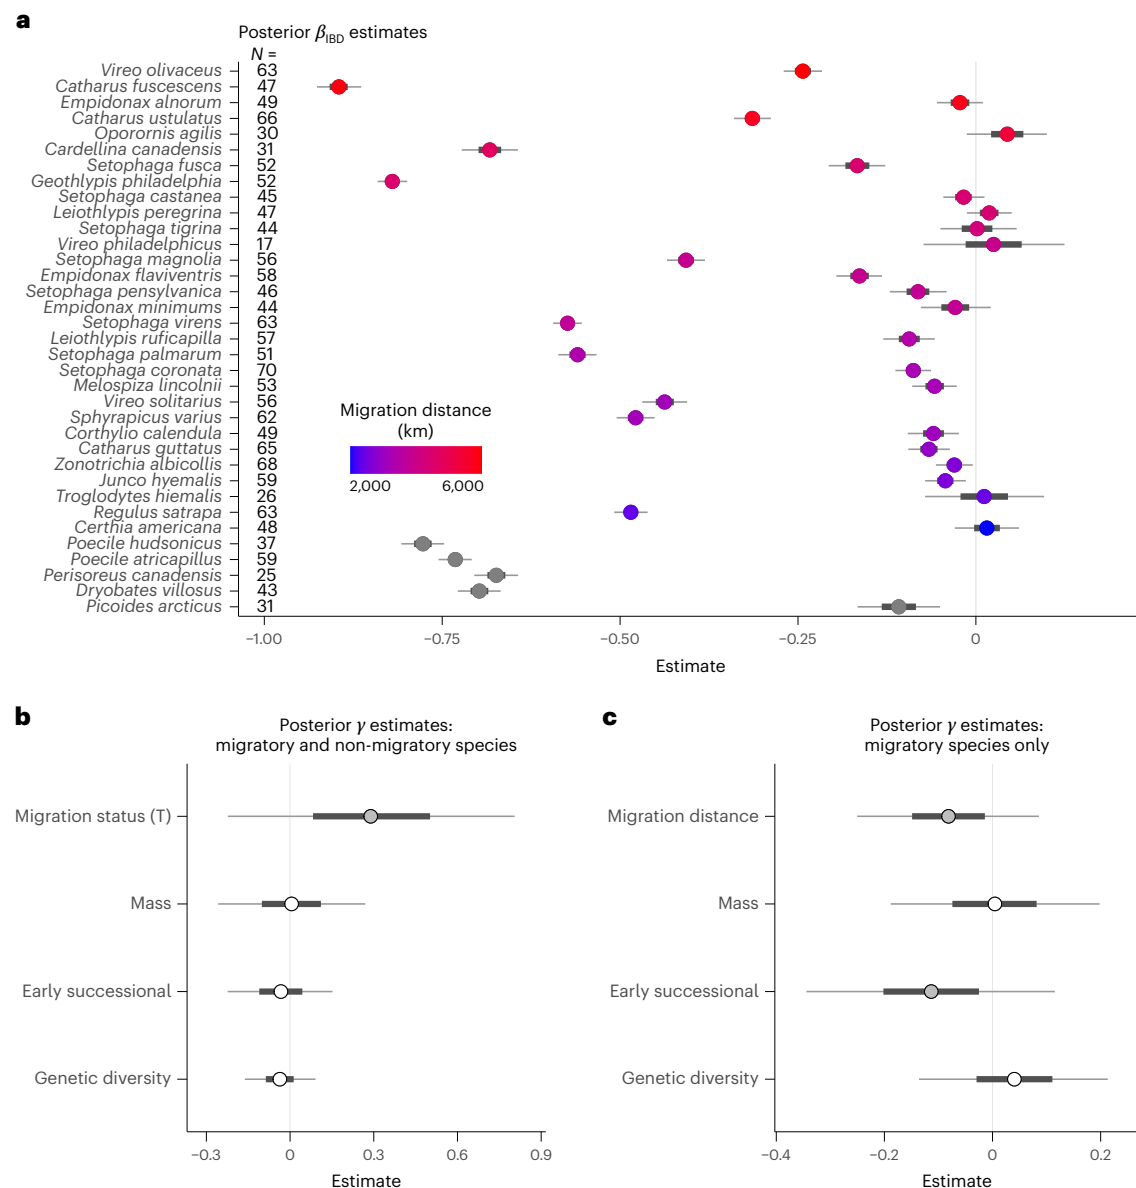 a
Posterior βIBD estimates
N =
Vireo olivaceus 63
Catharus fuscescens 47
Empidonax alnorum 49
Catharus ustulatus 66
Oporornis agilis 30
Cardellina canadensis 31
Setophaga fusca 52
Geothlypis philadelphia 52
Setophaga castanea 45
Leiothlypis peregrina 47
Setophaga tigrina 44
Vireo philadelphicus 17
Setophaga magnolia 56
Empidonax flaviventris 58
Setophaga pensylvanica 46
Empidonax minimums 44
Setophaga virens 63
Leiothlypis ruficapilla 57
Setophaga palmarum 51
Setophaga coronata 70
Melospiza lincolnii 53
Vireo solitarius 56
Sphyrapicus varius 62
Corthylio calendula 49
Catharus guttatus 65
Zonotrichia albicollis 68
Junco hyemalis 59
Troglodytes hiemalis 26
Regulus satrapa 63
Certhia americana 48
Poecile hudsonicus 37
Poecile atricapillus 59
Perisoreus canadensis 25
Dryobates villosus 43
Picoides arcticus 31
Migration distance
(km)
2,000 6,000
−1.00 −0.75 −0.50 −0.25 0
Estimate
b
Posterior γ estimates:
migratory and non-migratory species
Migration status (T)
Mass
Early successional
Genetic diversity
−0.3 0 0.3 0.6 0.9
Estimate
c
Posterior γ estimates:
migratory species only
Migration distance
Mass
Early successional
Genetic diversity
−0.4 −0.2 0 0.2
Estimate